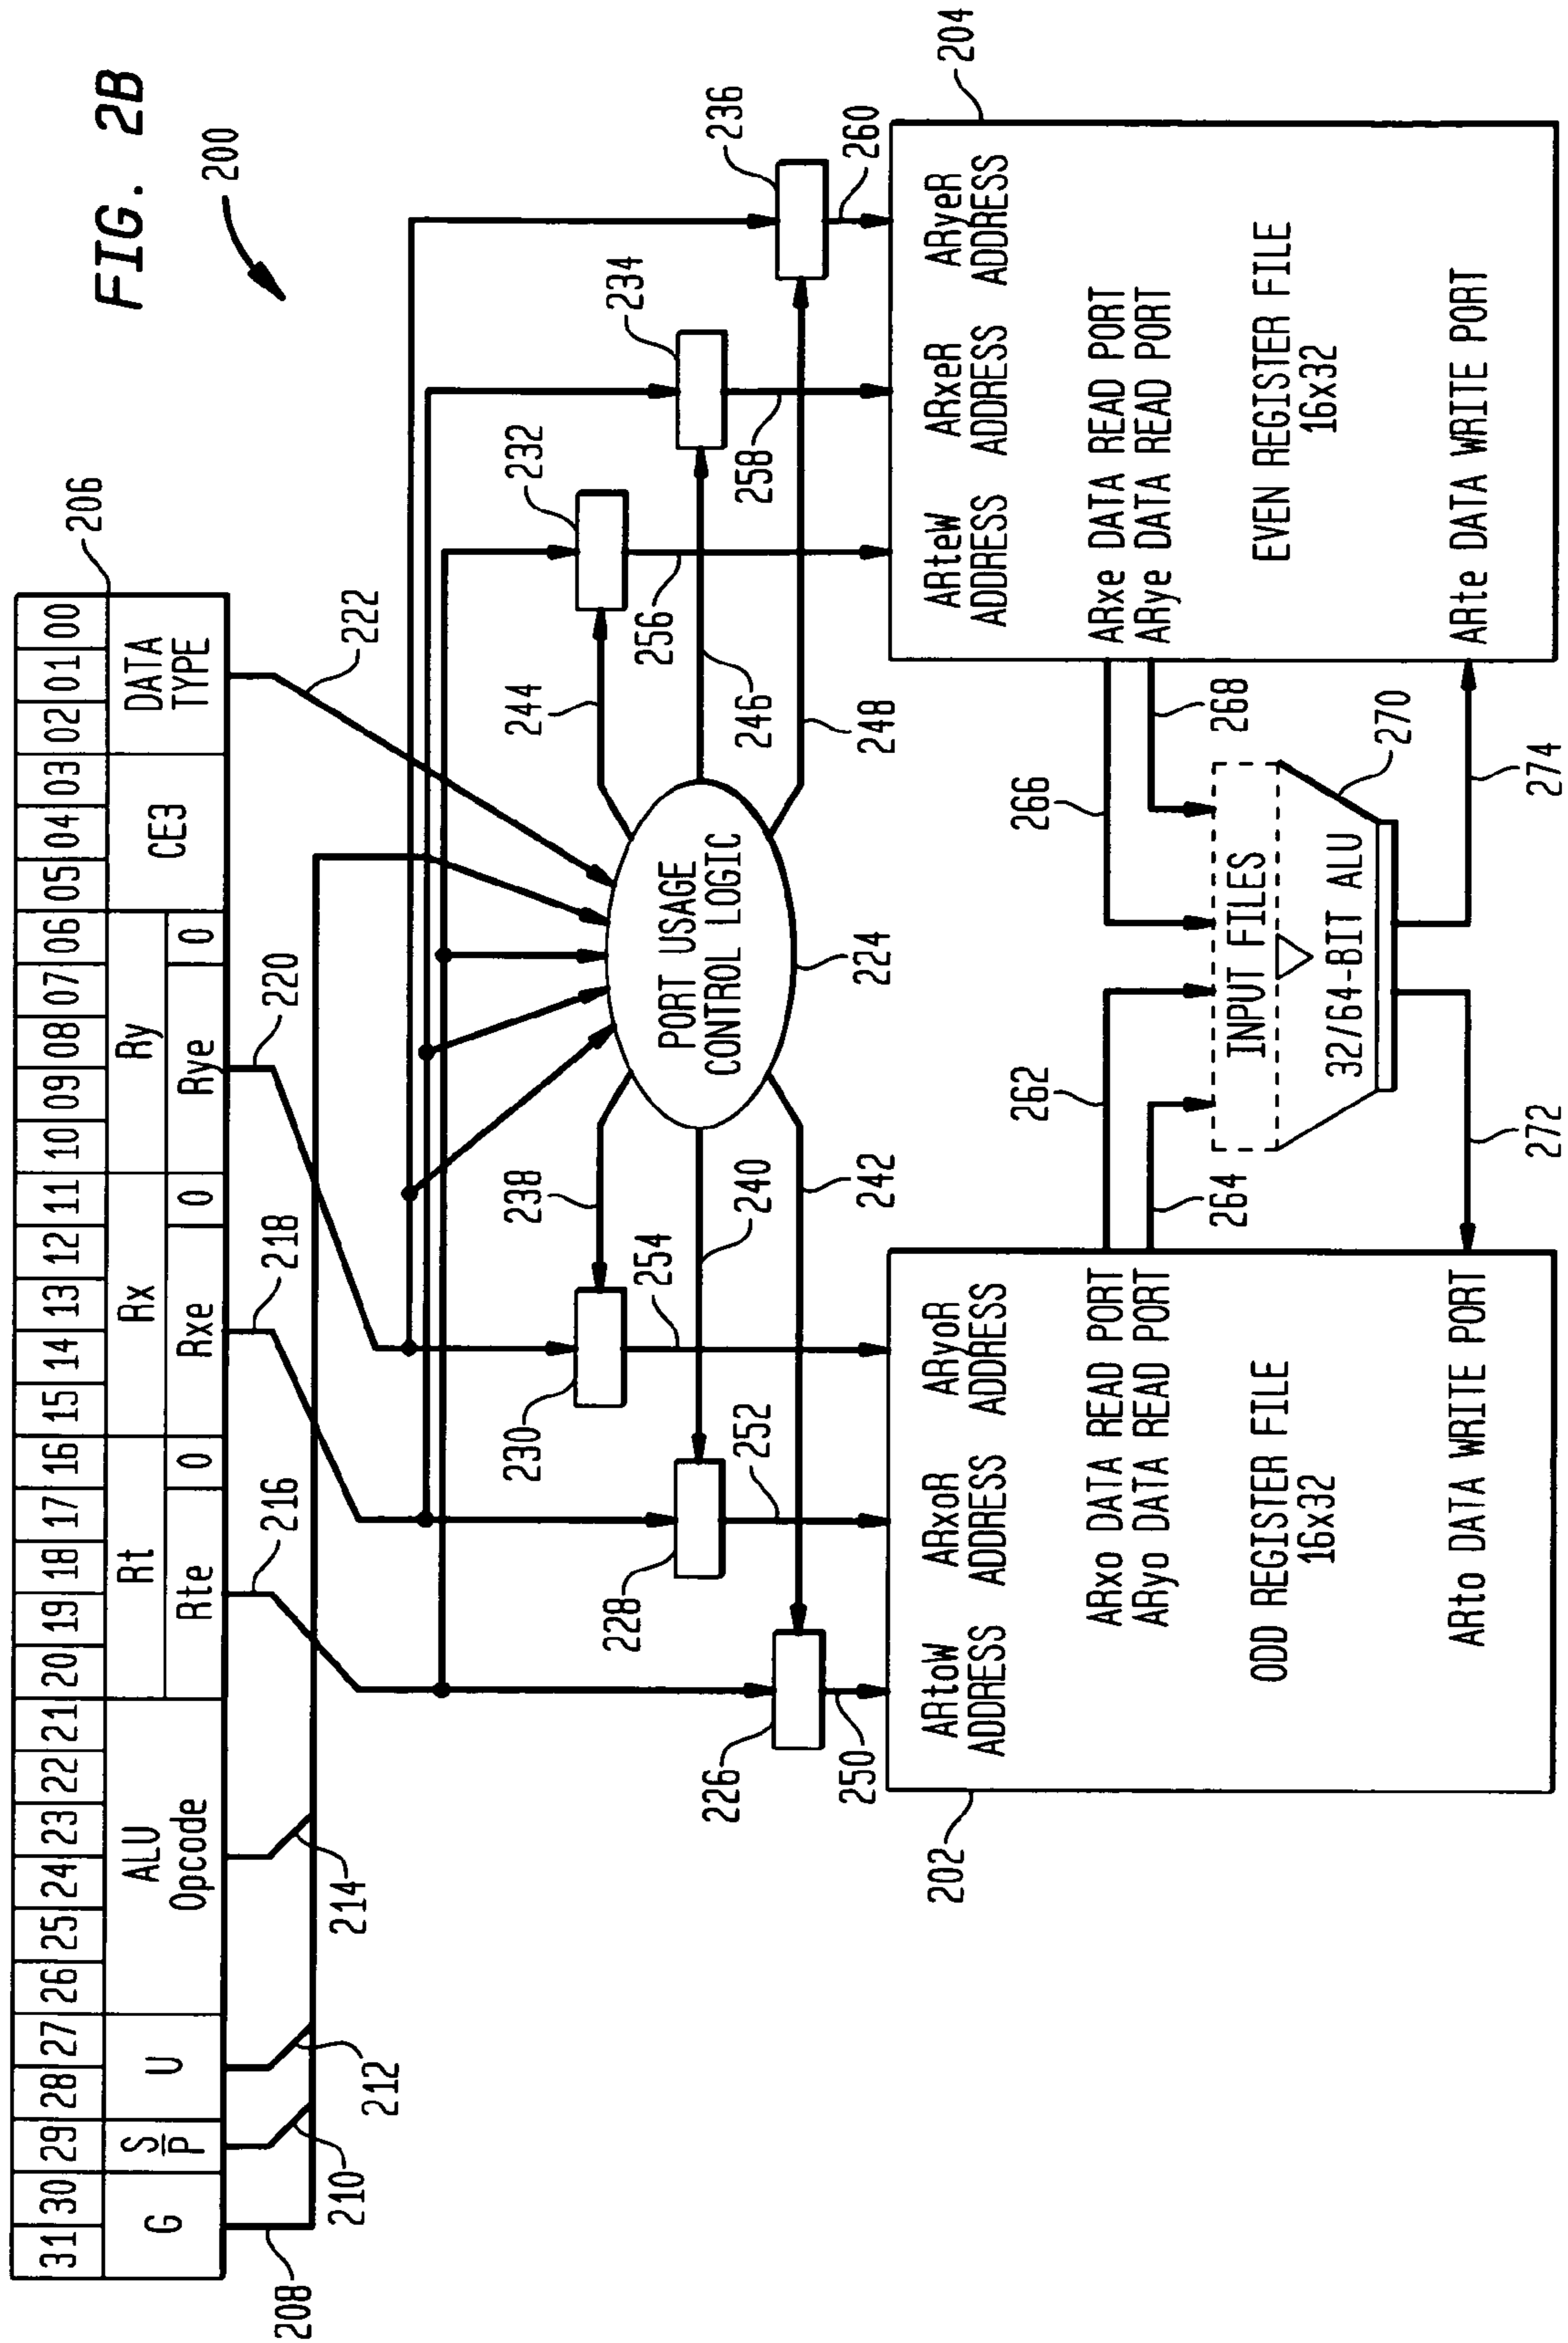 FIG. 2B
200
206
31 30 29 28 27 26 25 24 23 22 21 20 19 18 17 16 15 14 13 12 11 10 09 08 07 06 05 04 03 02 01 00
G
S
P
U
ALU
Opcode
Rt
Rx
Ry
CE3
DATA
TYPE
Rte 0 Rxe 0 Rye 0
208
210
212
214
216
218
220
222
PORT USAGE
CONTROL LOGIC
224
226
228
230
232
234
236
238
240
242
244
246
248
250
252
254
256
258
260
202
ARtoW
ADDRESS
ARxoR
ADDRESS
ARyoR
ADDRESS
ARxo DATA READ PORT
ARyo DATA READ PORT
ODD REGISTER FILE
16x32
ARto DATA WRITE PORT
262
264
266
268
INPUT FILES
32/64-BIT ALU
270
272
274
204
ARteW
ADDRESS
ARxeR
ADDRESS
ARyeR
ADDRESS
ARxe DATA READ PORT
ARye DATA READ PORT
EVEN REGISTER FILE
16x32
ARte DATA WRITE PORT